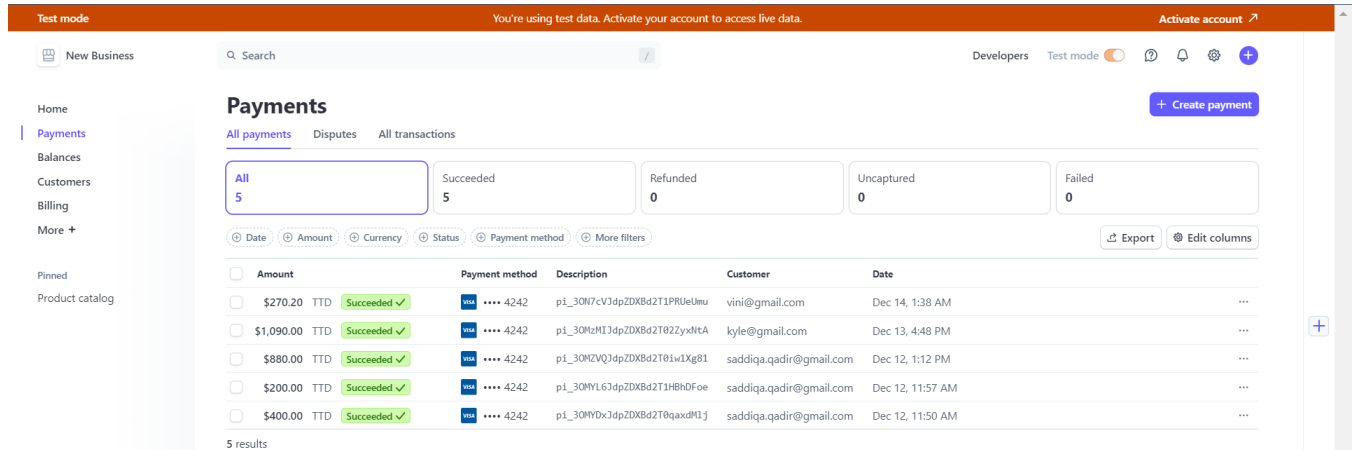 Test mode You're using test data. Activate your account to access live data. Activate account
New Business Search / Developers Test mode
Home
Payments
Balances
Customers
Billing
More +
Pinned
Product catalog
Payments + Create payment
All payments Disputes All transactions
All Succeeded Refunded Uncaptured Failed
5 5 0 0 0
Date Amount Currency Status Payment method More filters Export Edit columns
Amount Payment method Description Customer Date
$270.20 TTD Succeeded ✓ VISA •••• 4242 pi_3ON7cVJdpZDXBd2T1PRUeUmu vini@gmail.com Dec 14, 1:38 AM ···
$1,090.00 TTD Succeeded ✓ VISA •••• 4242 pi_3OMzMIJdpZDXBd2T02ZyxNtA kyle@gmail.com Dec 13, 4:48 PM ···
$880.00 TTD Succeeded ✓ VISA •••• 4242 pi_3OMZVQJdpZDXBd2T0iw1Xg81 saddiqa.qadir@gmail.com Dec 12, 1:12 PM ···
$200.00 TTD Succeeded ✓ VISA •••• 4242 pi_3OMYL6JdpZDXBd2T1HBhDFoe saddiqa.qadir@gmail.com Dec 12, 11:57 AM ···
$400.00 TTD Succeeded ✓ VISA •••• 4242 pi_3OMYDxJdpZDXBd2T0qaxdMlj saddiqa.qadir@gmail.com Dec 12, 11:50 AM ···
5 results